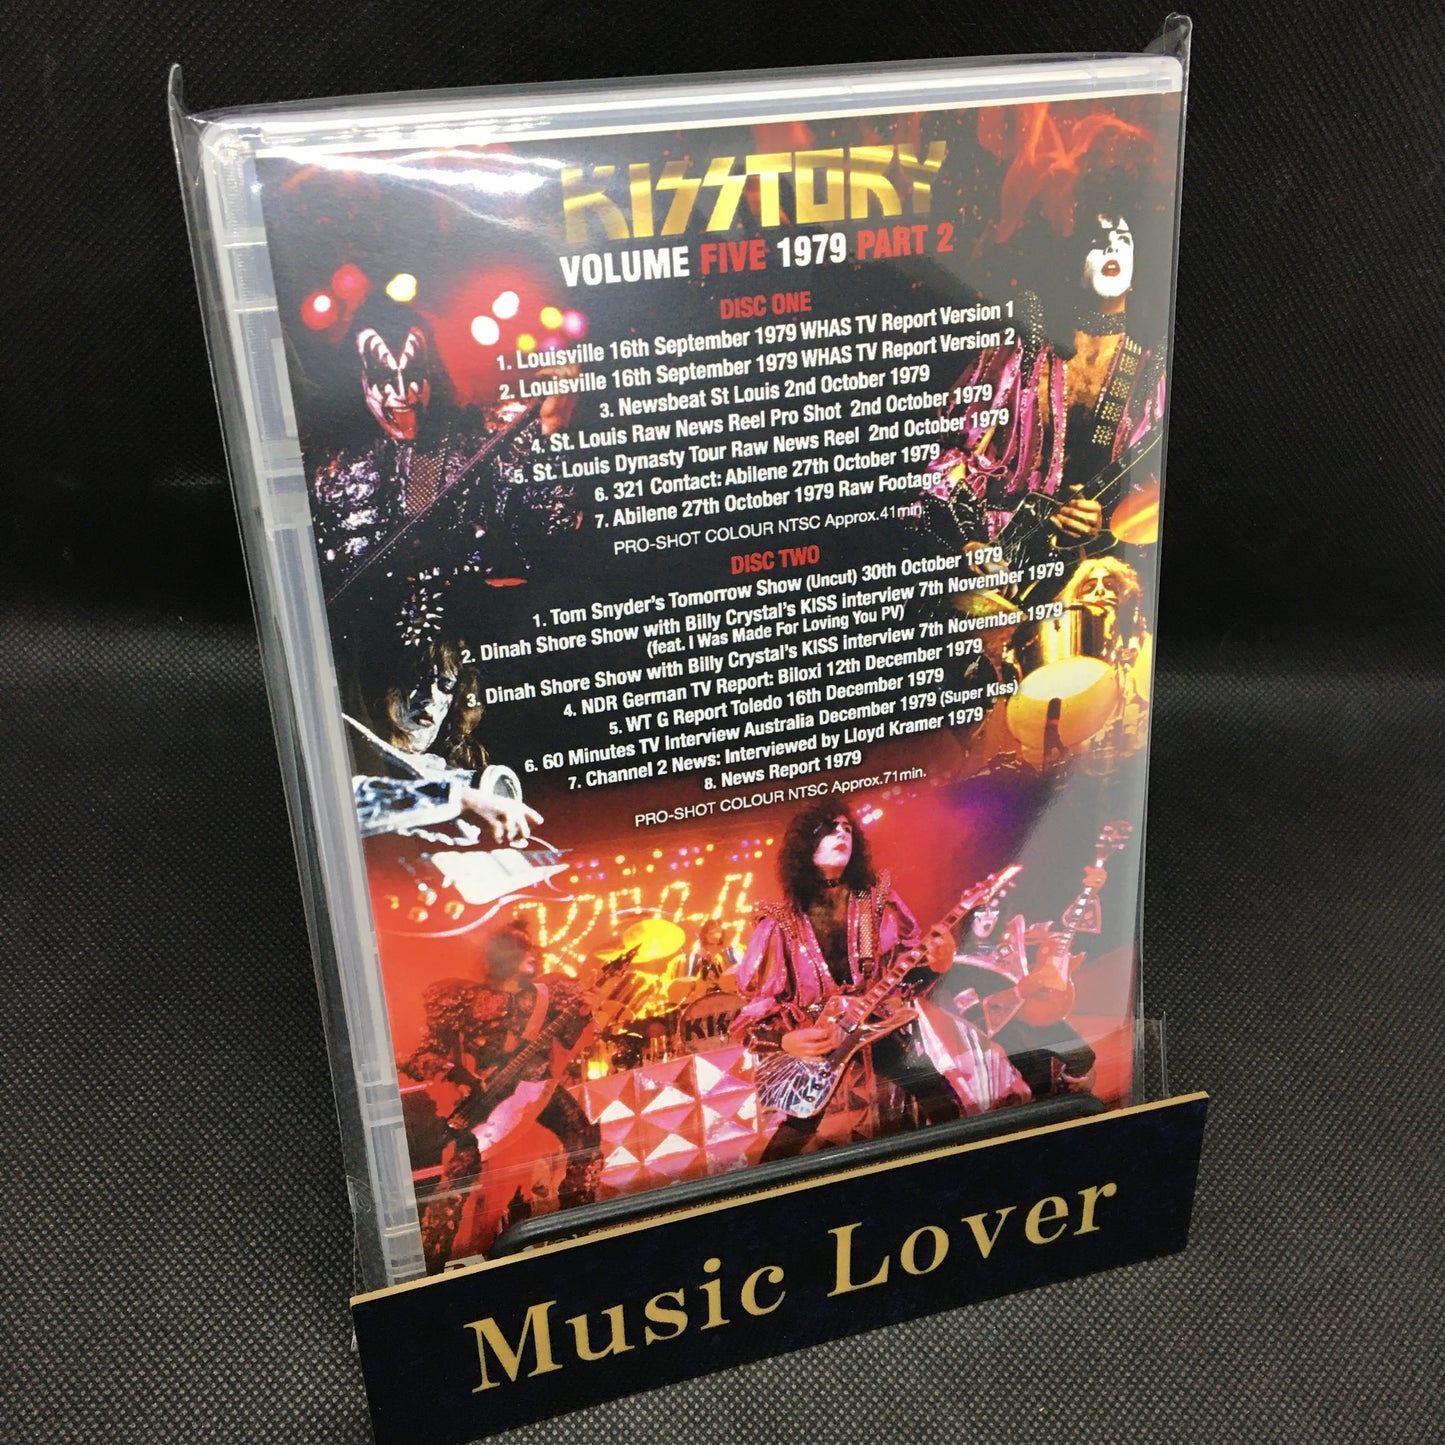 KISSTORY
VOLUME FIVE 1979 PART 2
DISC ONE
1. Louisville 16th September 1979 WHAS TV Report Version 1
2. Louisville 16th September 1979 WHAS TV Report Version 2
3. Newsbeat St Louis 2nd October 1979
4. St. Louis Raw News Reel Pro Shot 2nd October 1979
5. St. Louis Dynasty Tour Raw News Reel 2nd October 1979
6. 321 Contact: Abilene 27th October 1979
7. Abilene 27th October 1979 Raw Footage
PRO-SHOT COLOUR NTSC Approx.41min.
DISC TWO
1. Tom Snyder's Tomorrow Show (Uncut) 30th October 1979
2. Dinah Shore Show with Billy Crystal's KISS interview 7th November 1979
(feat. I Was Made For Loving You PV)
3. Dinah Shore Show with Billy Crystal's KISS interview 7th November 1979
4. NDR German TV Report: Biloxi 12th December 1979
5. WT G Report Toledo 16th December 1979
6. 60 Minutes TV Interview Australia December 1979 (Super Kiss)
7. Channel 2 News: Interviewed by Lloyd Kramer 1979
8. News Report 1979
PRO-SHOT COLOUR NTSC Approx.71min.
KISS
Music Lover